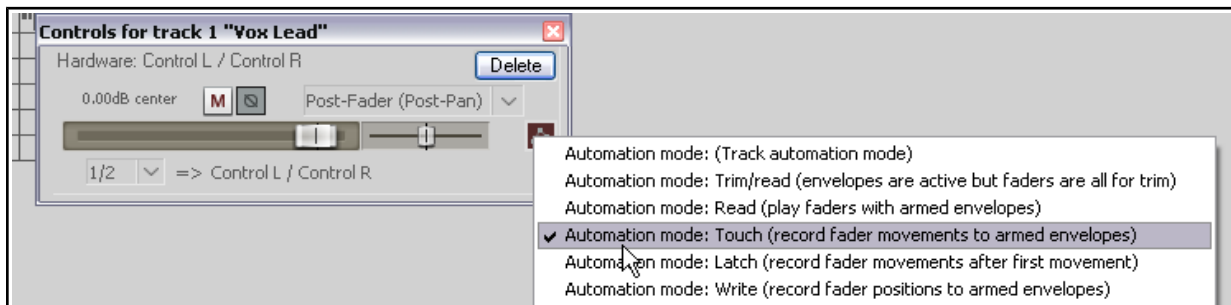 Controls for track 1 "Vox Lead"
Hardware: Control L / Control R
Delete
0.00dB center M Post-Fader (Post-Pan)
1/2 => Control L / Control R
Automation mode: (Track automation mode)
Automation mode: Trim/read (envelopes are active but faders are all for trim)
Automation mode: Read (play faders with armed envelopes)
Automation mode: Touch (record fader movements to armed envelopes)
Automation mode: Latch (record fader movements after first movement)
Automation mode: Write (record fader positions to armed envelopes)